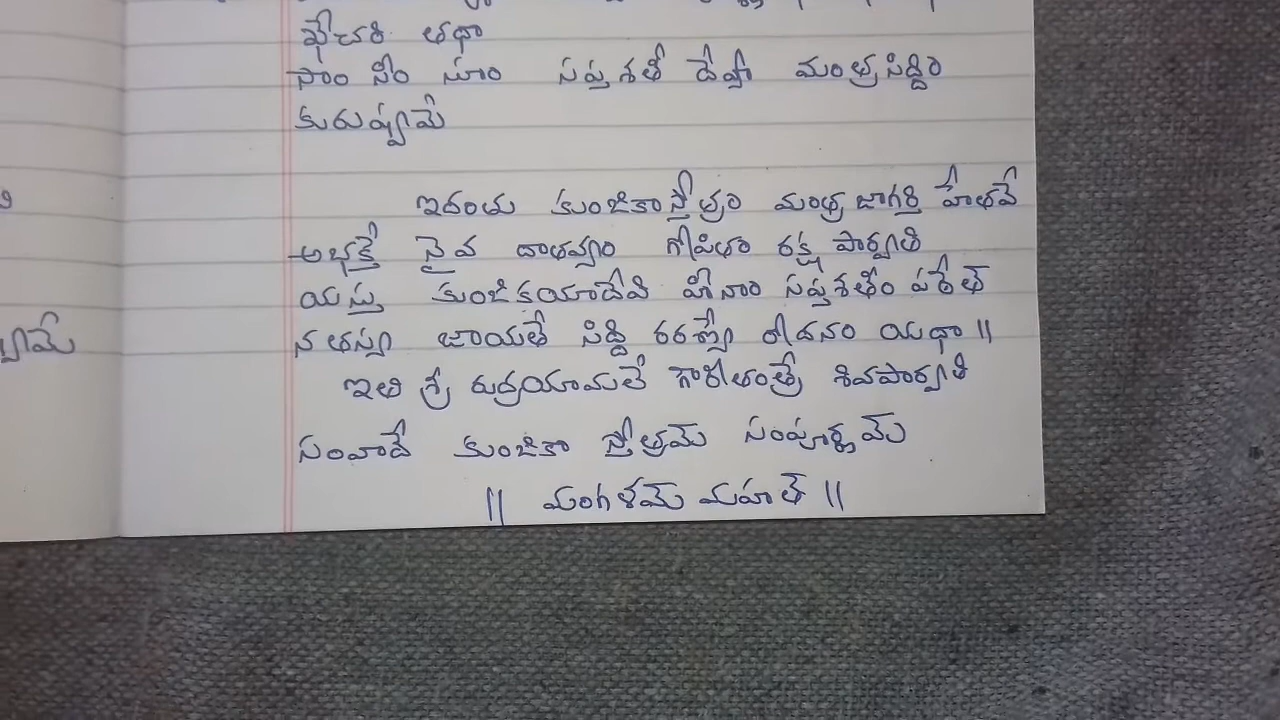 ఖేచరి తథా
సాం సీం సూం సప్తశతీ దేవ్యా మంత్రసిద్ధిం
కురుష్వమే
ఇదంతు కుంజికాస్తోత్రం మంత్ర జాగర్తి హేతవే
అభక్తే నైవ దాతవ్యం గోపితం రక్ష పార్వతి
యస్తు కుంజికయాదేవి హీనాం సప్తశతీం పఠేత్
న తస్య జాయతే సిద్ధి రరణ్యే రోదనం యథా ||
ఇతి శ్రీ రుద్రయామలే గౌరీతంత్రే శివపార్వతి
సంవాదే కుంజికా స్తోత్రమ్ సంపూర్ణమ్
|| మంగళమ్ మహత్ ||